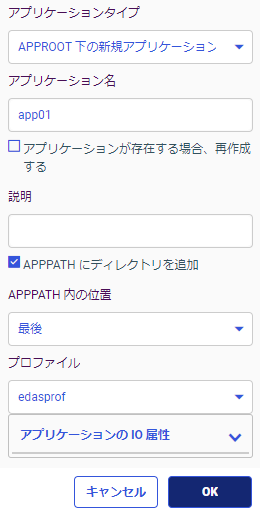 アプリケーションタイプ
APPROOT 下の新規アプリケーション
アプリケーション名
app01
アプリケーションが存在する場合、再作成
する
説明
APPPATH にディレクトリを追加
APPPATH 内の位置
最後
プロファイル
edasprof
アプリケーションの IO 属性
キャンセル
OK